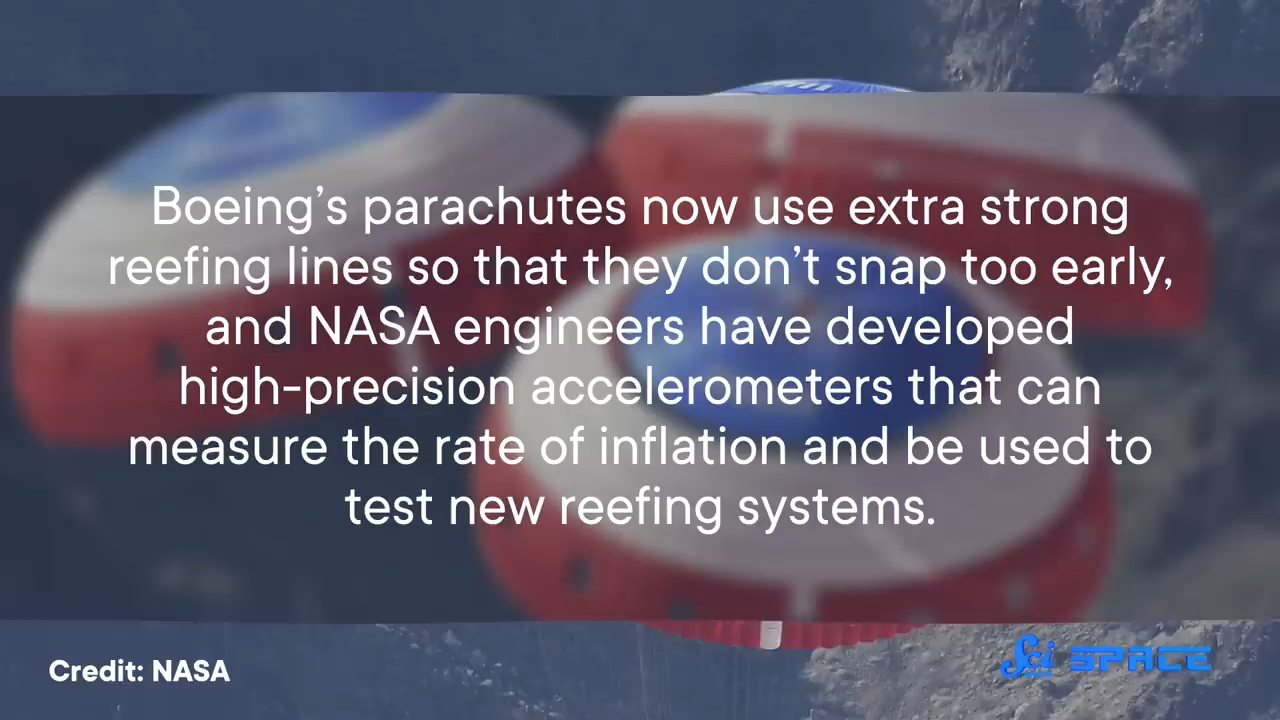 Boeing’s parachutes now use extra strong
reefing lines so that they don’t snap too early,
and NASA engineers have developed
high-precision accelerometers that can
measure the rate of inflation and be used to
test new reefing systems.
Credit: NASA
Sci SPACE